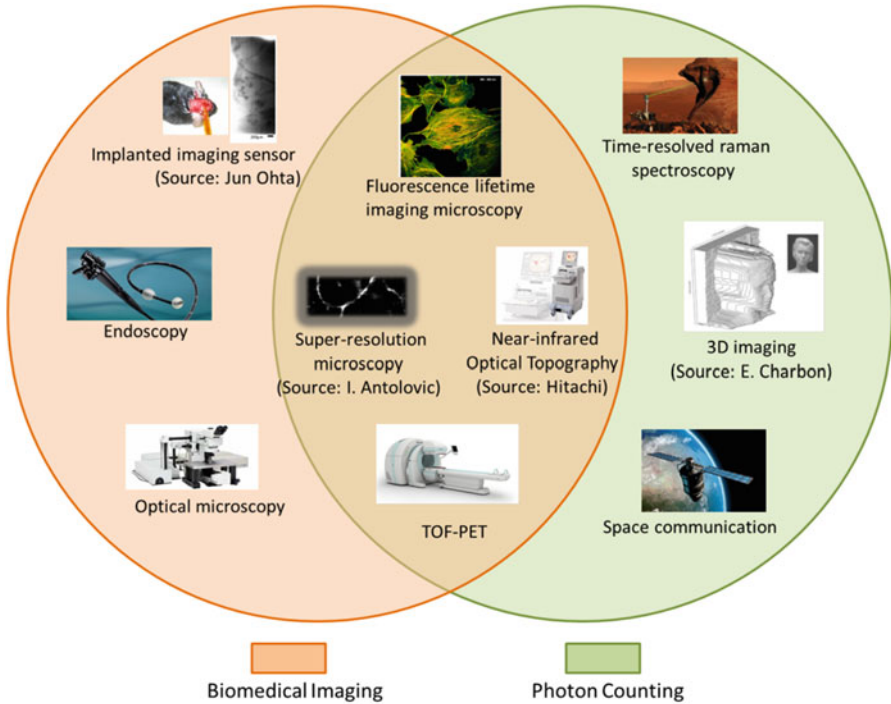 Implanted imaging sensor
(Source: Jun Ohta)
Fluorescence lifetime
imaging microscopy
Time-resolved raman
spectroscopy
Endoscopy
Super-resolution
microscopy
(Source: I. Antolovic)
Near-infrared
Optical Topography
(Source: Hitachi)
3D imaging
(Source: E. Charbon)
Optical microscopy
TOF-PET
Space communication
Biomedical Imaging
Photon Counting